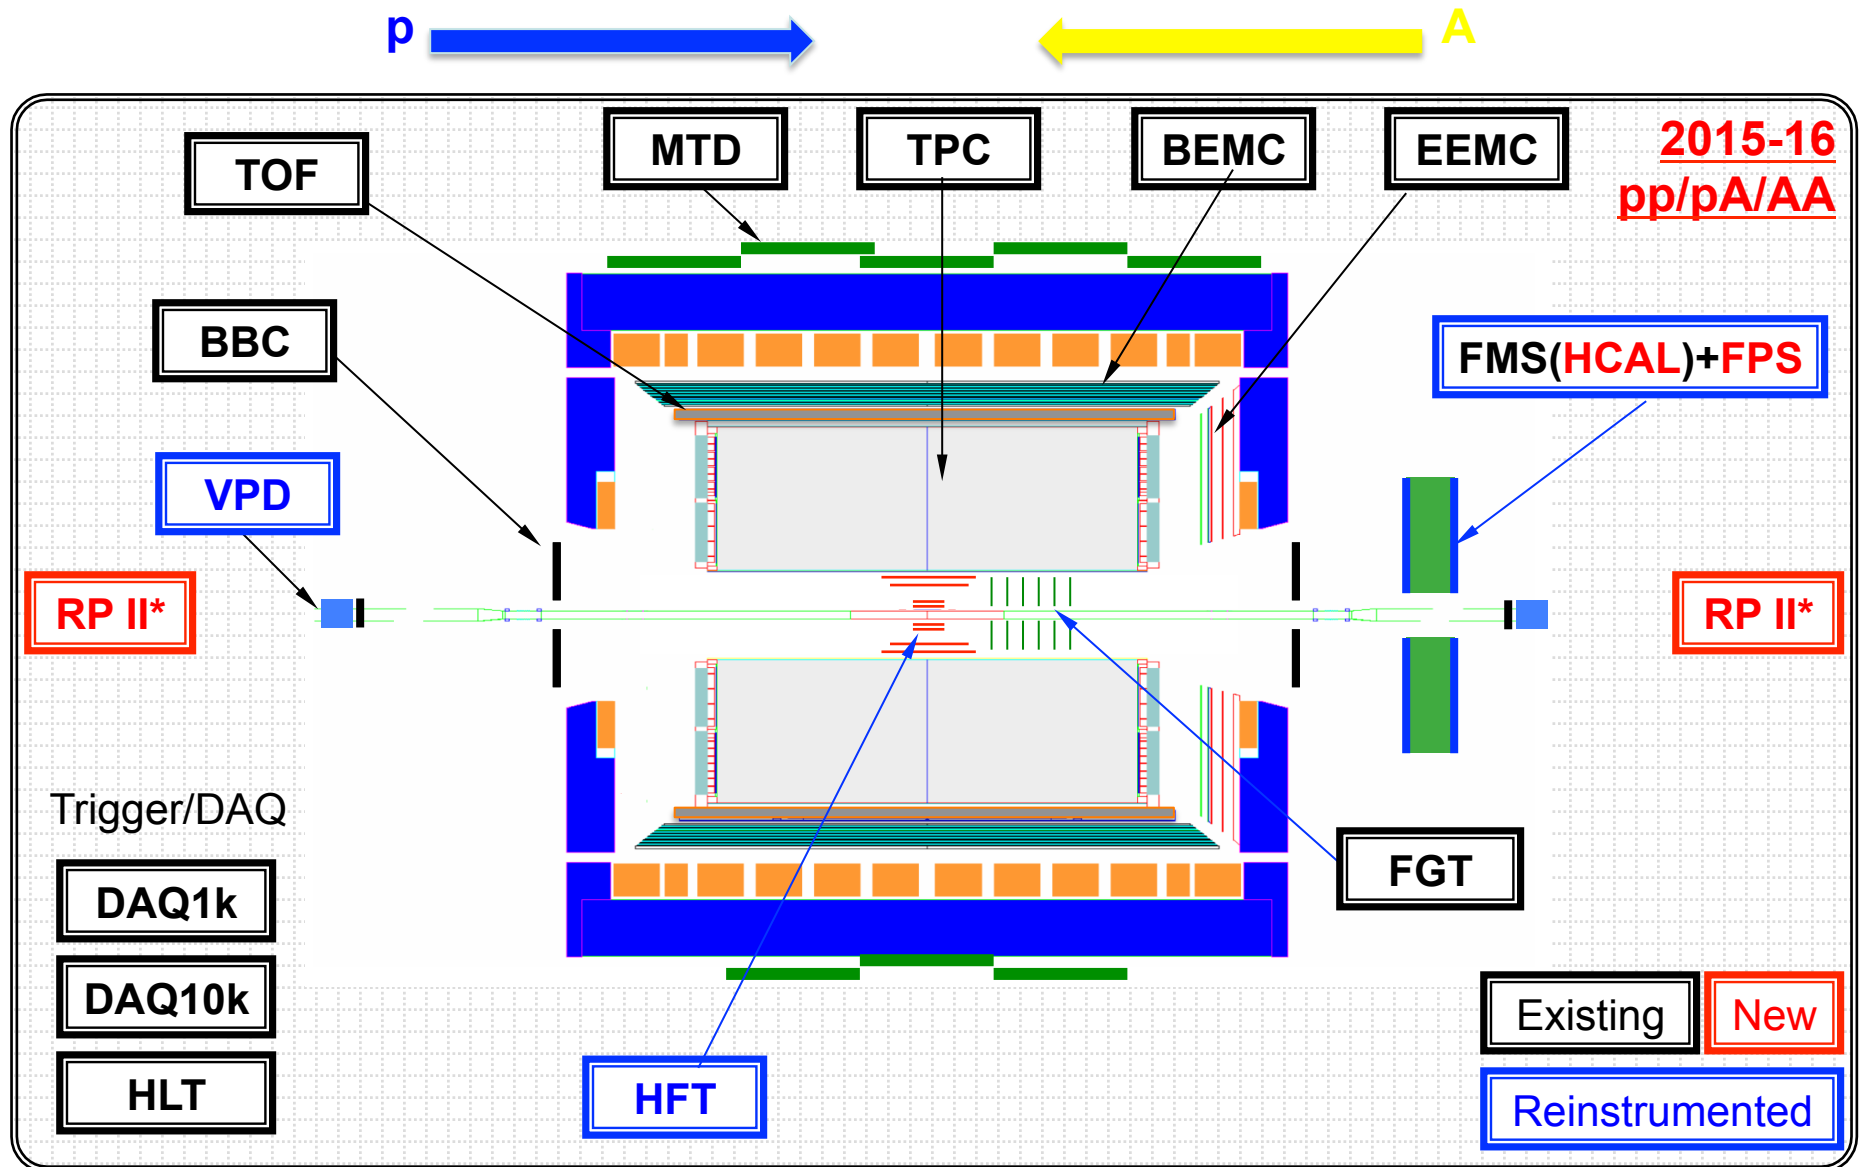 p
A
2015-16
pp/pA/AA
MTD
TPC
BEMC
EEMC
TOF
BBC
FMS(HCAL)+FPS
VPD
RP II*
RP II*
Trigger/DAQ
FGT
DAQ1k
DAQ10k
HLT
HFT
Existing
New
Reinstrumented